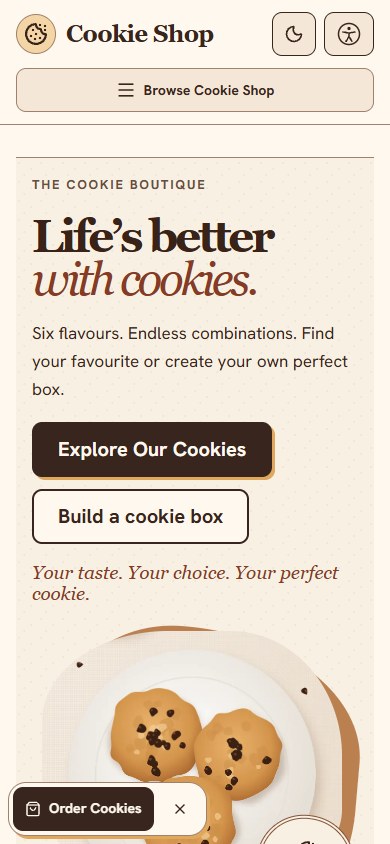 Cookie Shop
Browse Cookie Shop
THE COOKIE BOUTIQUE
Life’s better
with cookies.
Six flavours. Endless combinations. Find
your favourite or create your own perfect
box.
Explore Our Cookies
Build a cookie box
Your taste. Your choice. Your perfect
cookie.
Order Cookies